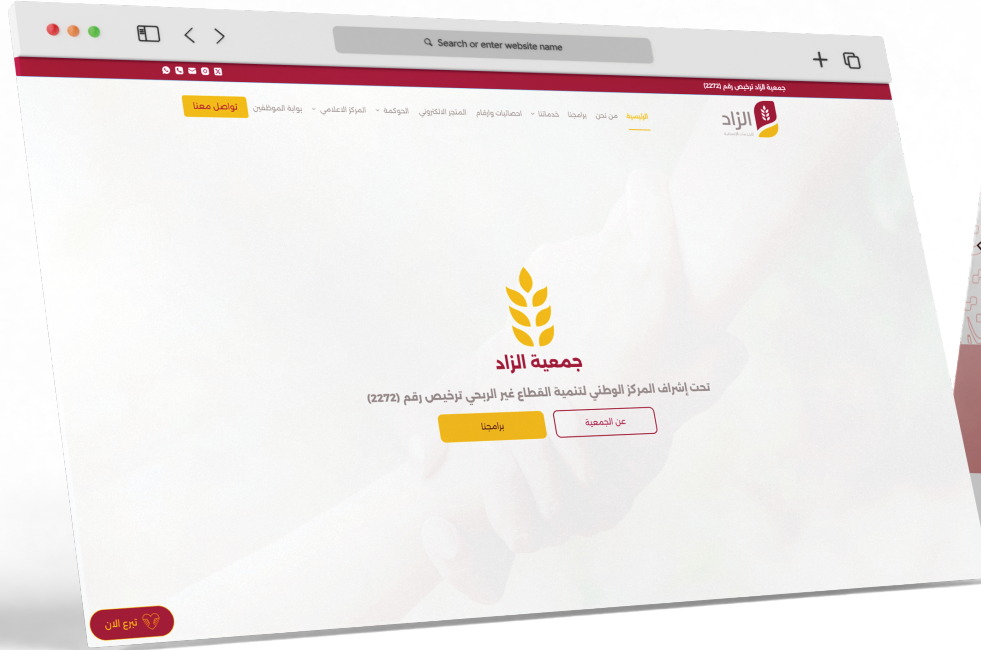 Search or enter website name
جمعية الزاد ترخيص رقم (2272)
الزاد
الرئيسية من نحن برامجنا خدماتنا احصائيات وارقام المتجر الالكتروني الحوكمة المركز الاعلامي بوابة الموظفين تواصل معنا
جمعية الزاد
تحت إشراف المركز الوطني لتنمية القطاع غير الربحي ترخيص رقم (2272)
عن الجمعية برامجنا
تبرع الان